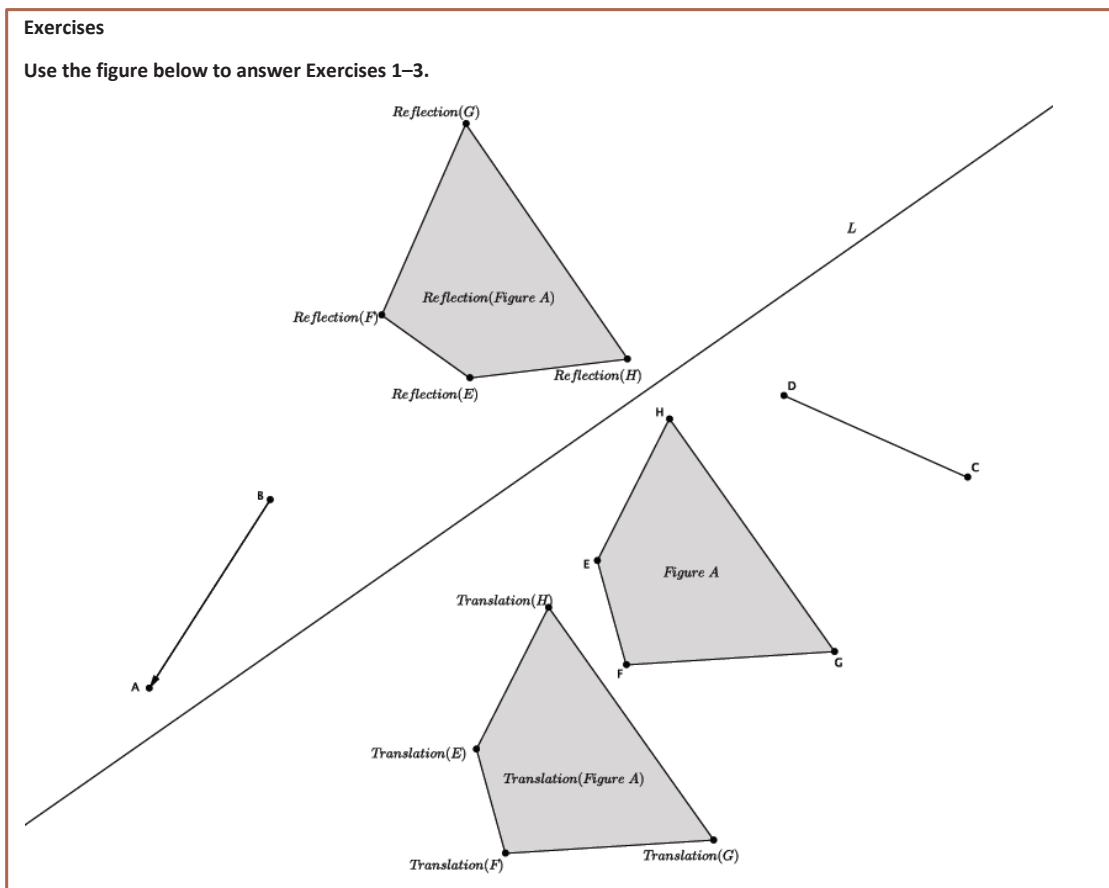 Exercises
Use the figure below to answer Exercises 1–3.
Reflection(G)
L
Reflection(Figure A)
Reflection(F)
Reflection(H)
Reflection(E)
D
H
C
B
E
Figure A
Translation(H)
G
F
A
Translation(E)
Translation(Figure A)
Translation(G)
Translation(F)